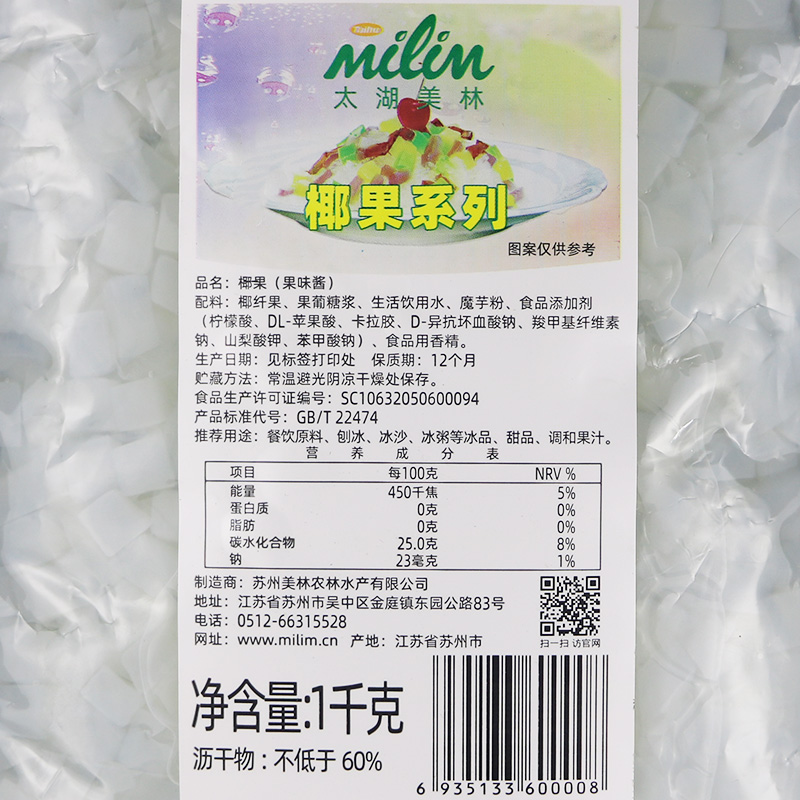 Taihu
milin
太湖美林
椰果系列
图案仅供参考
品名：椰果（果味酱）
配料：椰纤果、果葡糖浆、生活饮用水、魔芋粉、食品添加剂
（柠檬酸、DL-苹果酸、卡拉胶、D-异抗坏血酸钠、羧甲基纤维素
钠、山梨酸钾、苯甲酸钠）、食品用香精。
生产日期：见标签打印处 保质期：12个月
贮藏方法：常温避光阴凉干燥处保存。
食品生产许可证编号：SC10632050600094
产品标准代号：GB/T 22474
推荐用途：餐饮原料、刨冰、冰沙、冰粥等冰品、甜品、调和果汁。
营养成分表
项目 每100克 NRV %
能量 450千焦 5%
蛋白质 0克 0%
脂肪 0克 0%
碳水化合物 25.0克 8%
钠 23毫克 1%
制造商：苏州美林农林水产有限公司
地址：江苏省苏州市吴中区金庭镇东园公路83号
电话：0512-66315528
网址：www.milim.cn 产地：江苏省苏州市
扫一扫 访官网
净含量:1千克
沥干物：不低于 60%
6 935133 600008